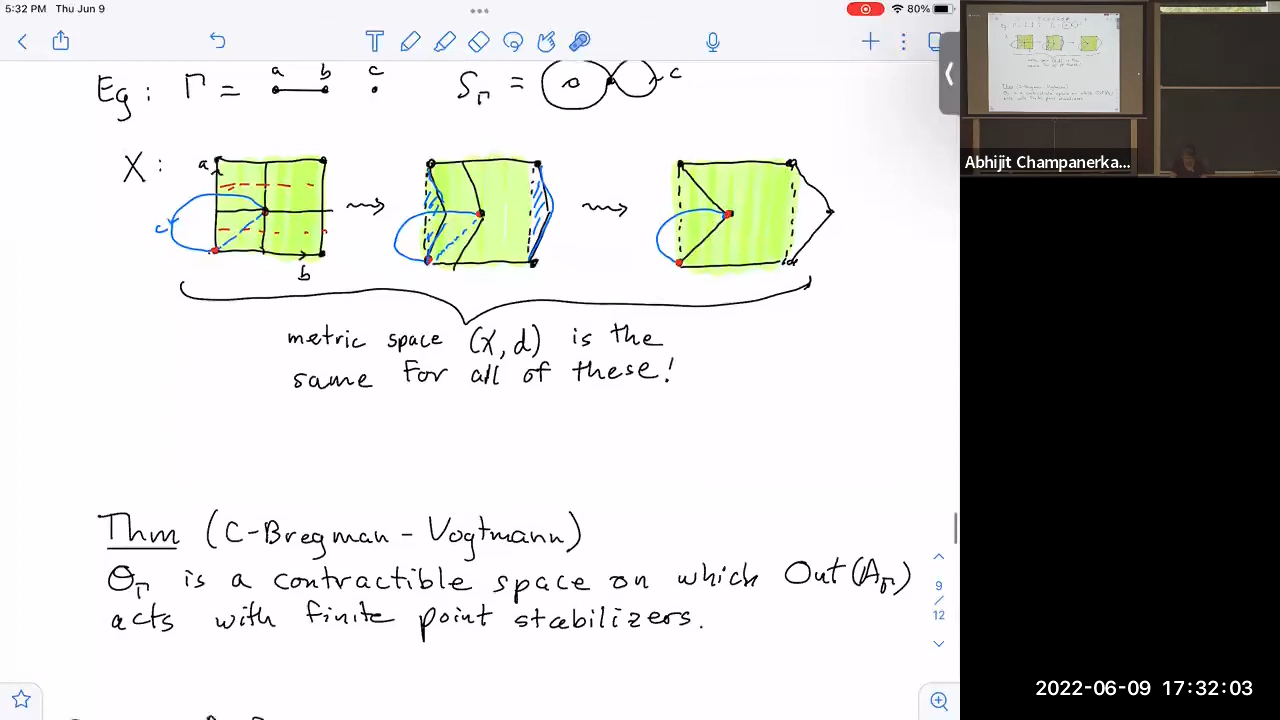 5:32 PM Thu Jun 9
80%
Eg : Γ = a b c S_Γ = c
X :
a
c
b
metric space (X, d) is the
same for all of these!
Thm (C-Bregman - Vogtmann)
Θ_Γ is a contractible space on which Out(A_Γ)
acts with finite point stabilizers.
9
/
12
Abhijit Champanerka...
2022-06-09 17:32:03